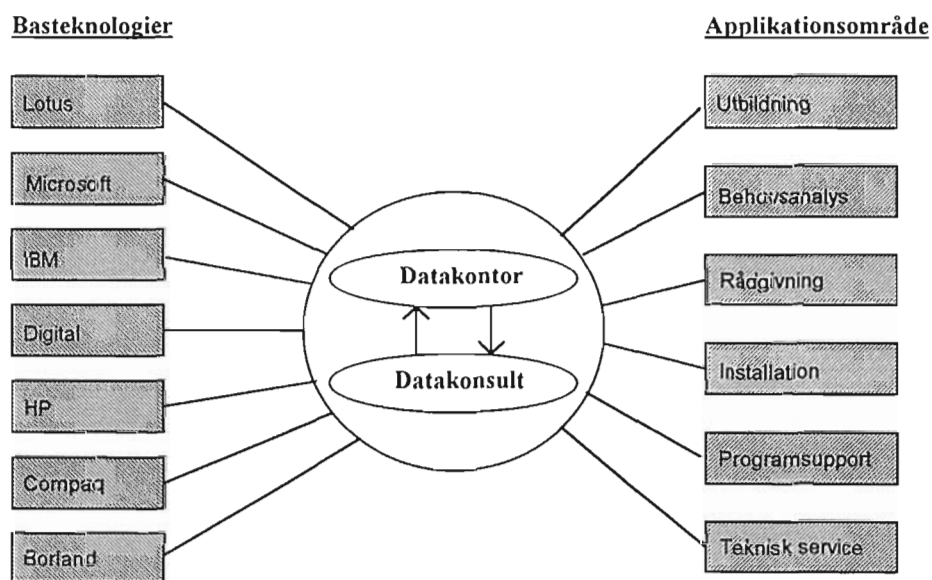 Basteknologier
Applikationsområde
Lotus
Microsoft
IBM
Digital
HP
Compaq
Borland
Datakontor
Datakonsult
Utbildning
Behovsanalys
Rådgivning
Installation
Programsupport
Teknisk service